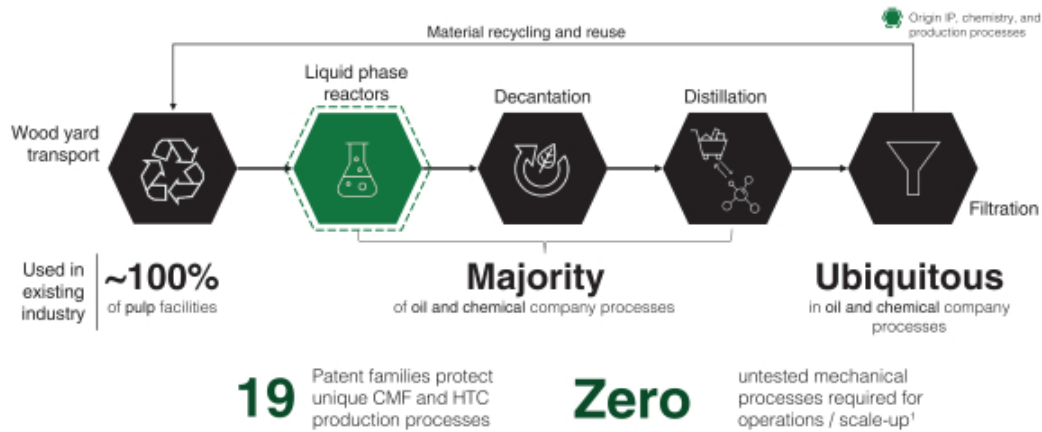 Origin IP, chemistry, and
production processes
Material recycling and reuse
Liquid phase
reactors
Decantation
Distillation
Wood yard
transport
Filtration
Used in
existing
industry
~100%
of pulp facilities
Majority
of oil and chemical company processes
Ubiquitous
in oil and chemical company
processes
19
Patent families protect
unique CMF and HTC
production processes
Zero
untested mechanical
processes required for
operations / scale-up¹